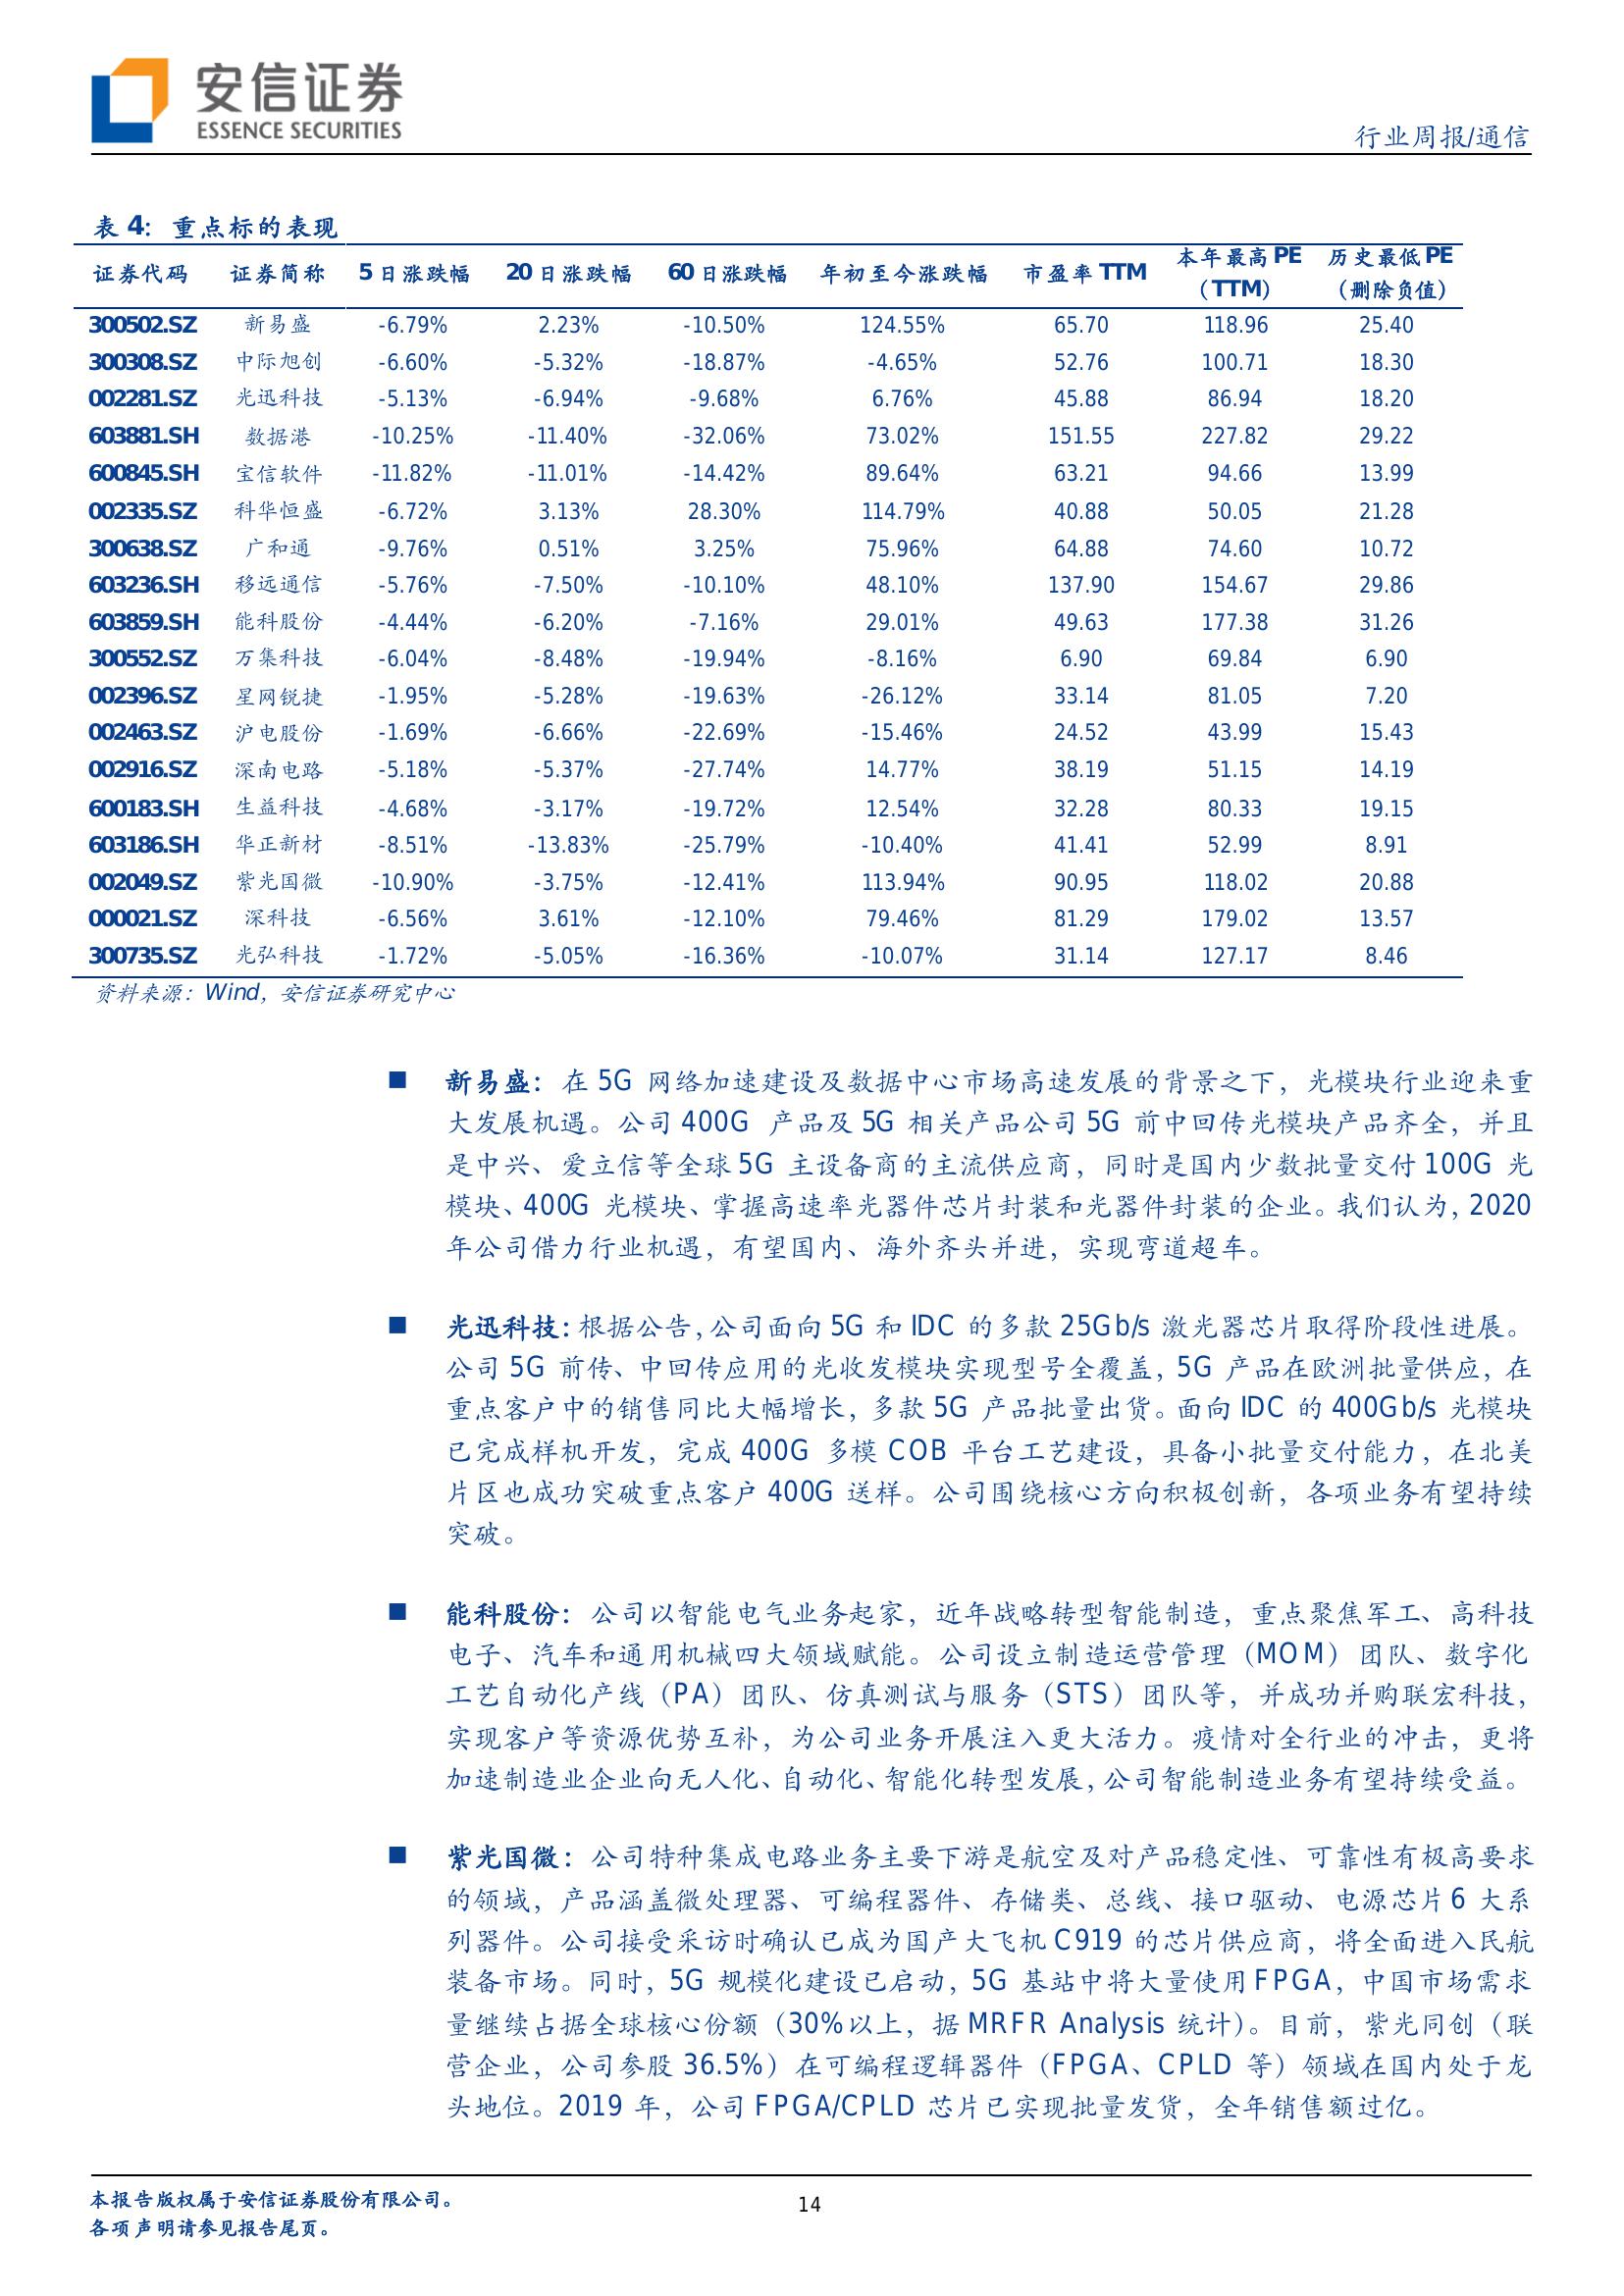 安信证券
ESSENCE SECURITIES
行业周报/通信
表 4：重点标的表现
证券代码 证券简称 5 日涨跌幅 20 日涨跌幅 60 日涨跌幅 年初至今涨跌幅 市盈率 TTM 本年最高 PE（TTM） 历史最低 PE（删除负值）
300502.SZ 新易盛 -6.79% 2.23% -10.50% 124.55% 65.70 118.96 25.40
300308.SZ 中际旭创 -6.60% -5.32% -18.87% -4.65% 52.76 100.71 18.30
002281.SZ 光迅科技 -5.13% -6.94% -9.68% 6.76% 45.88 86.94 18.20
603881.SH 数据港 -10.25% -11.40% -32.06% 73.02% 151.55 227.82 29.22
600845.SH 宝信软件 -11.82% -11.01% -14.42% 89.64% 63.21 94.66 13.99
002335.SZ 科华恒盛 -6.72% 3.13% 28.30% 114.79% 40.88 50.05 21.28
300638.SZ 广和通 -9.76% 0.51% 3.25% 75.96% 64.88 74.60 10.72
603236.SH 移远通信 -5.76% -7.50% -10.10% 48.10% 137.90 154.67 29.86
603859.SH 能科股份 -4.44% -6.20% -7.16% 29.01% 49.63 177.38 31.26
300552.SZ 万集科技 -6.04% -8.48% -19.94% -8.16% 6.90 69.84 6.90
002396.SZ 星网锐捷 -1.95% -5.28% -19.63% -26.12% 33.14 81.05 7.20
002463.SZ 沪电股份 -1.69% -6.66% -22.69% -15.46% 24.52 43.99 15.43
002916.SZ 深南电路 -5.18% -5.37% -27.74% 14.77% 38.19 51.15 14.19
600183.SH 生益科技 -4.68% -3.17% -19.72% 12.54% 32.28 80.33 19.15
603186.SH 华正新材 -8.51% -13.83% -25.79% -10.40% 41.41 52.99 8.91
002049.SZ 紫光国微 -10.90% -3.75% -12.41% 113.94% 90.95 118.02 20.88
000021.SZ 深科技 -6.56% 3.61% -12.10% 79.46% 81.29 179.02 13.57
300735.SZ 光弘科技 -1.72% -5.05% -16.36% -10.07% 31.14 127.17 8.46
资料来源：Wind，安信证券研究中心
■ 新易盛：在 5G 网络加速建设及数据中心市场高速发展的背景之下，光模块行业迎来重
大发展机遇。公司 400G 产品及 5G 相关产品公司 5G 前中回传光模块产品齐全，并且
是中兴、爱立信等全球 5G 主设备商的主流供应商，同时是国内少数批量交付 100G 光
模块、400G 光模块、掌握高速率光器件芯片封装和光器件封装的企业。我们认为，2020
年公司借力行业机遇，有望国内、海外齐头并进，实现弯道超车。
■ 光迅科技：根据公告，公司面向 5G 和 IDC 的多款 25Gb/s 激光器芯片取得阶段性进展。
公司 5G 前传、中回传应用的光收发模块实现型号全覆盖，5G 产品在欧洲批量供应，在
重点客户中的销售同比大幅增长，多款 5G 产品批量出货。面向 IDC 的 400Gb/s 光模块
已完成样机开发，完成 400G 多模 COB 平台工艺建设，具备小批量交付能力，在北美
片区也成功突破重点客户 400G 送样。公司围绕核心方向积极创新，各项业务有望持续
突破。
■ 能科股份：公司以智能电气业务起家，近年战略转型智能制造，重点聚焦军工、高科技
电子、汽车和通用机械四大领域赋能。公司设立制造运营管理（MOM）团队、数字化
工艺自动化产线（PA）团队、仿真测试与服务（STS）团队等，并成功并购联宏科技，
实现客户等资源优势互补，为公司业务开展注入更大活力。疫情对全行业的冲击，更将
加速制造业企业向无人化、自动化、智能化转型发展，公司智能制造业务有望持续受益。
■ 紫光国微：公司特种集成电路业务主要下游是航空及对产品稳定性、可靠性有极高要求
的领域，产品涵盖微处理器、可编程器件、存储类、总线、接口驱动、电源芯片 6 大系
列器件。公司接受采访时确认已成为国产大飞机 C919 的芯片供应商，将全面进入民航
装备市场。同时，5G 规模化建设已启动，5G 基站中将大量使用 FPGA，中国市场需求
量继续占据全球核心份额（30%以上，据 MRFR Analysis 统计）。目前，紫光同创（联
营企业，公司参股 36.5%）在可编程逻辑器件（FPGA、CPLD 等）领域在国内处于龙
头地位。2019 年，公司 FPGA/CPLD 芯片已实现批量发货，全年销售额过亿。
本报告版权属于安信证券股份有限公司。
各项声明请参见报告尾页。
14